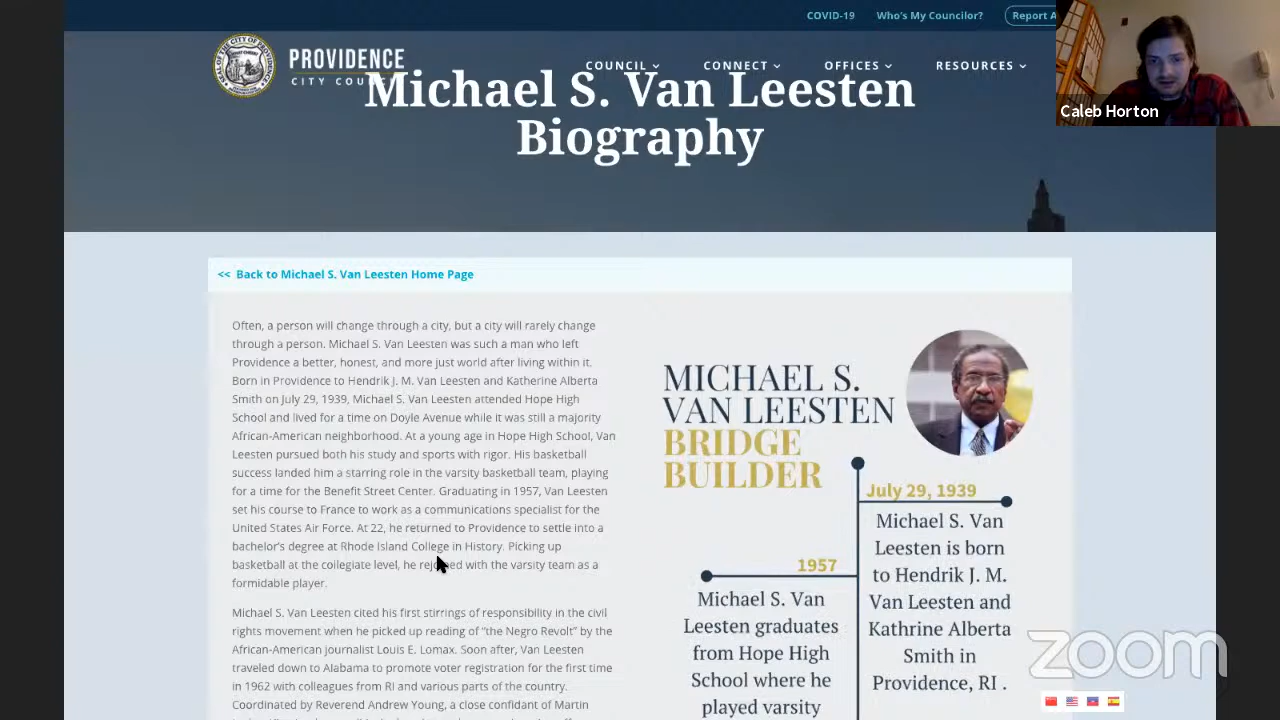 COVID-19 Who's My Councilor? Report A
PROVIDENCE
CITY COUNCIL
COUNCIL CONNECT OFFICES RESOURCES
Caleb Horton
Michael S. Van Leesten
Biography
<< Back to Michael S. Van Leesten Home Page
Often, a person will change through a city, but a city will rarely change
through a person. Michael S. Van Leesten was such a man who left
Providence a better, honest, and more just world after living within it.
Born in Providence to Hendrik J. M. Van Leesten and Katherine Alberta
Smith on July 29, 1939, Michael S. Van Leesten attended Hope High
School and lived for a time on Doyle Avenue while it was still a majority
African-American neighborhood. At a young age in Hope High School, Van
Leesten pursued both his study and sports with rigor. His basketball
success landed him a starring role in the varsity basketball team, playing
for a time for the Benefit Street Center. Graduating in 1957, Van Leesten
set his course to France to work as a communications specialist for the
United States Air Force. At 22, he returned to Providence to settle into a
bachelor's degree at Rhode Island College in History. Picking up
basketball at the collegiate level, he rejoined with the varsity team as a
formidable player.
Michael S. Van Leesten cited his first stirrings of responsibility in the civil
rights movement when he picked up reading of "the Negro Revolt" by the
African-American journalist Louis E. Lomax. Soon after, Van Leesten
traveled down to Alabama to promote voter registration for the first time
in 1962 with colleagues from RI and various parts of the country.
Coordinated by Reverend Andrew Young, a close confidant of Martin
MICHAEL S.
VAN LEESTEN
BRIDGE
BUILDER
July 29, 1939
Michael S. Van
Leesten is born
to Hendrik J. M.
Van Leesten and
Kathrine Alberta
Smith in
Providence, RI .
1957
Michael S. Van
Leesten graduates
from Hope High
School where he
played varsity
zoom